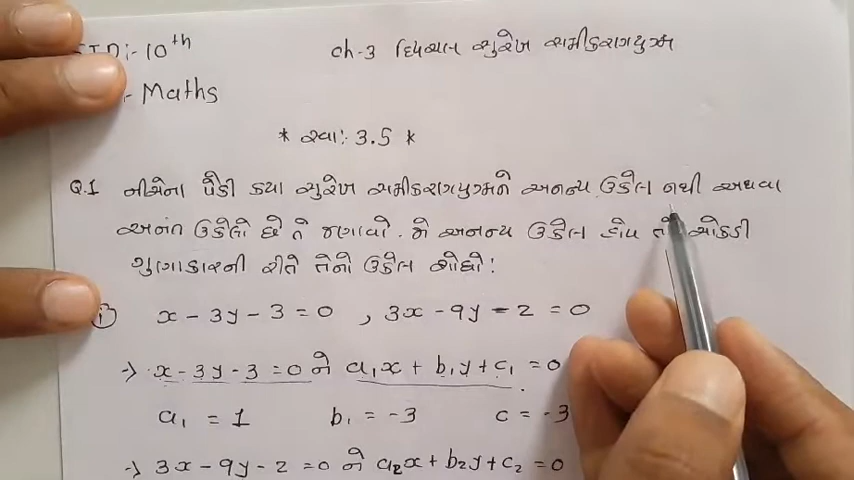 :- 10th ch-3 દ્વિચલ સુરેખ સમીકરણયુગ્મ
:- Maths
* સ્વા:- 3.5 *
Q.1 નીચેના પૈકી કયા સુરેખ સમીકરણયુગ્મને અનન્ય ઉકેલ નથી અથવા
અનંત ઉકેલો છે તે જણાવો. જો અનન્ય ઉકેલ હોય તો ચોકડી
ગુણાકારની રીતે તેનો ઉકેલ શોધો:
(i) x - 3y - 3 = 0 , 3x - 9y - 2 = 0
-> x - 3y - 3 = 0 ને a₁x + b₁y + c₁ = 0
a₁ = 1 b₁ = -3 c = -3
-> 3x - 9y - 2 = 0 ને a₂x + b₂y + c₂ = 0